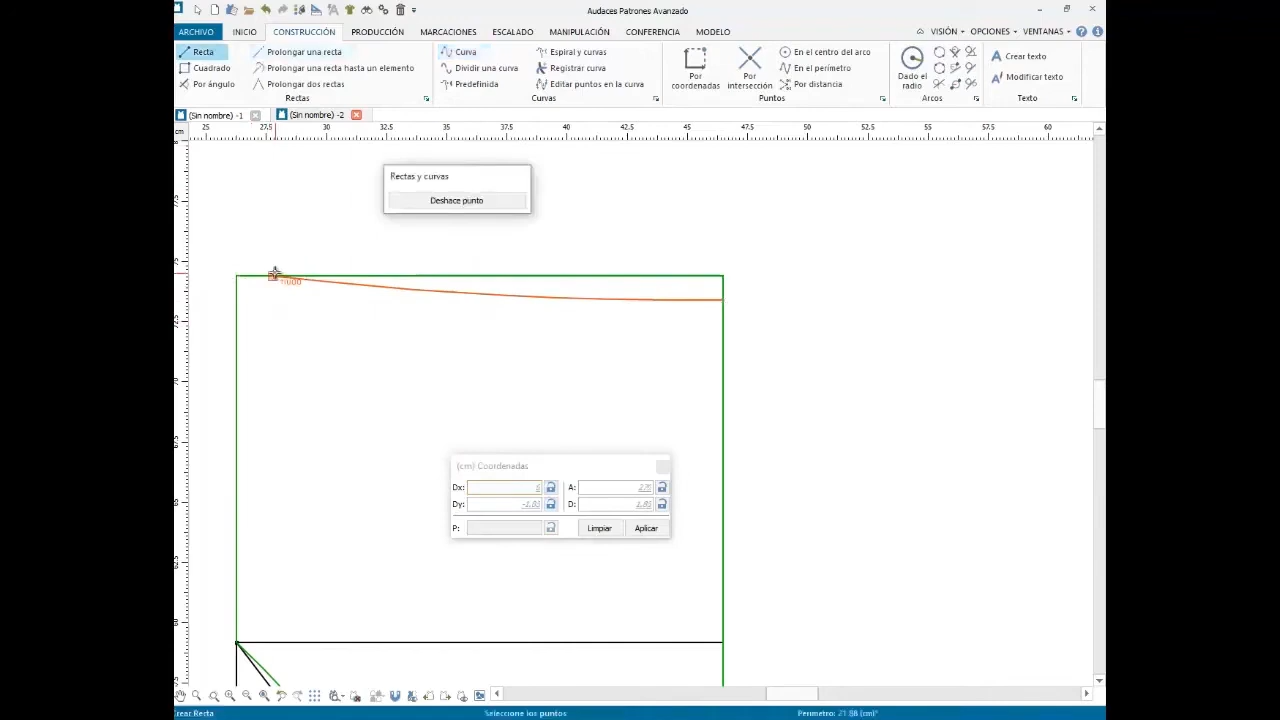 Audaces Patrones Avanzado
ARCHIVO INICIO CONSTRUCCIÓN PRODUCCIÓN MARCACIONES ESCALADO MANIPULACIÓN CONFERENCIA MODELO VISIÓN OPCIONES VENTANAS
Recta Prolongar una recta Curva Espiral y curvas En el centro del arco Crear texto
Cuadrado Prolongar una recta hasta un elemento Dividir una curva Registrar curva Por coordenadas Por intersección En el perímetro Dado el radio Modificar texto
Por ángulo Prolongar dos rectas Predefinida Editar puntos en la curva Por distancia
Rectas Curvas Puntos Arcos Texto
(Sin nombre) -1 (Sin nombre) -2
cm 25 27.5 30 32.5 35 37.5 40 42.5 45 47.5 50 52.5 55 57.5 60
Rectas y curvas
Deshace punto
(cm) Coordenadas
Dx: A:
Dy: D:
P: Limpiar Aplicar
Crear Recta Seleccione los puntos